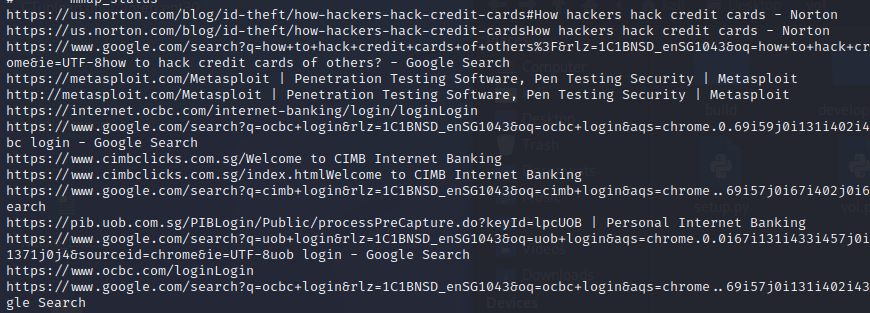 https://us.norton.com/blog/id-theft/how-hackers-hack-credit-cards#How hackers hack credit cards - Norton
https://us.norton.com/blog/id-theft/how-hackers-hack-credit-cardsHow hackers hack credit cards - Norton
https://www.google.com/search?q=how+to+hack+credit+cards+of+others%3F&rlz=1C1BNSD_enSG1043&oq=how+to+hack+cr
ome&ie=UTF-8how to hack credit cards of others? - Google Search
https://metasploit.com/Metasploit | Penetration Testing Software, Pen Testing Security | Metasploit
http://metasploit.com/Metasploit | Penetration Testing Software, Pen Testing Security | Metasploit
https://internet.ocbc.com/internet-banking/login/loginLogin
https://www.google.com/search?q=ocbc+login&rlz=1C1BNSD_enSG1043&oq=ocbc+login&aqs=chrome.0.69i59j0i131i402i4
bc login - Google Search
https://www.cimbclicks.com.sg/Welcome to CIMB Internet Banking
https://www.cimbclicks.com.sg/index.htmlWelcome to CIMB Internet Banking
https://www.google.com/search?q=cimb+login&rlz=1C1BNSD_enSG1043&oq=cimb+login&aqs=chrome..69i57j0i67i402j0i6
earch
https://pib.uob.com.sg/PIBLogin/Public/processPreCapture.do?keyId=lpcUOB | Personal Internet Banking
https://www.google.com/search?q=uob+login&rlz=1C1BNSD_enSG1043&oq=uob+login&aqs=chrome.0.0i67i131i433i457j0i
1371j0j4&sourceid=chrome&ie=UTF-8uob login - Google Search
https://www.ocbc.com/loginLogin
https://www.google.com/search?q=ocbc+login&rlz=1C1BNSD_enSG1043&oq=ocbc+login&aqs=chrome..69i57j0i131i402i43
gle Search
Computer
Desktop
Trash
Videos
Downloads
Devices
build
setup.py